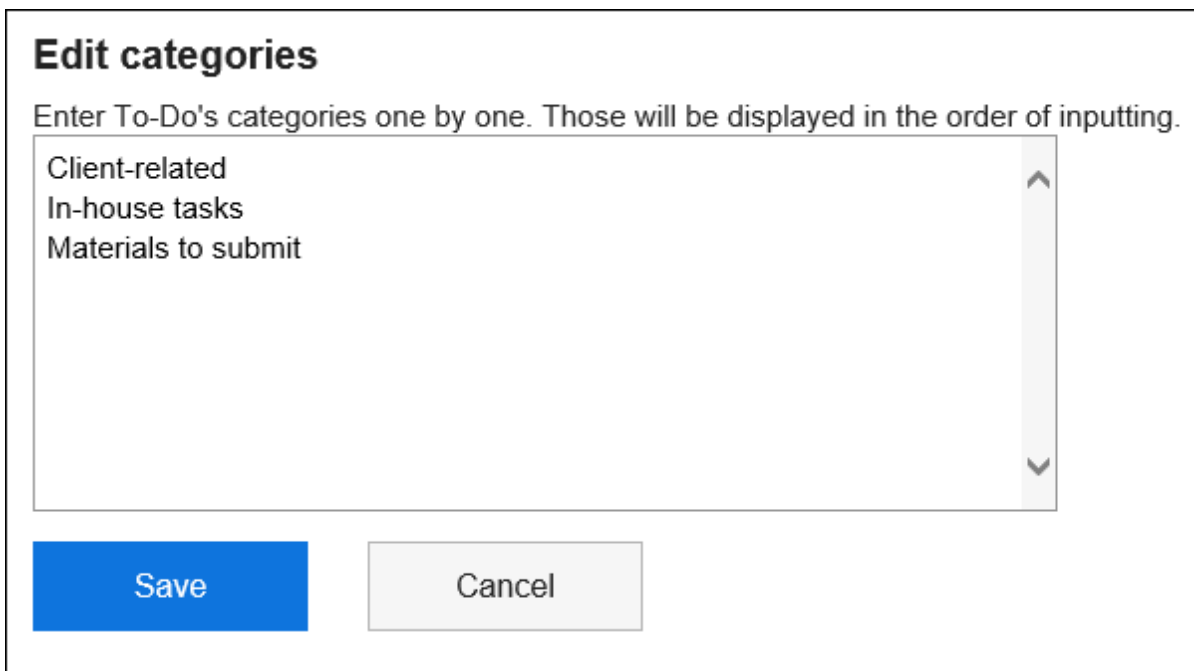 Edit categories
Enter To-Do's categories one by one. Those will be displayed in the order of inputting.
Client-related
In-house tasks
Materials to submit
Save
Cancel